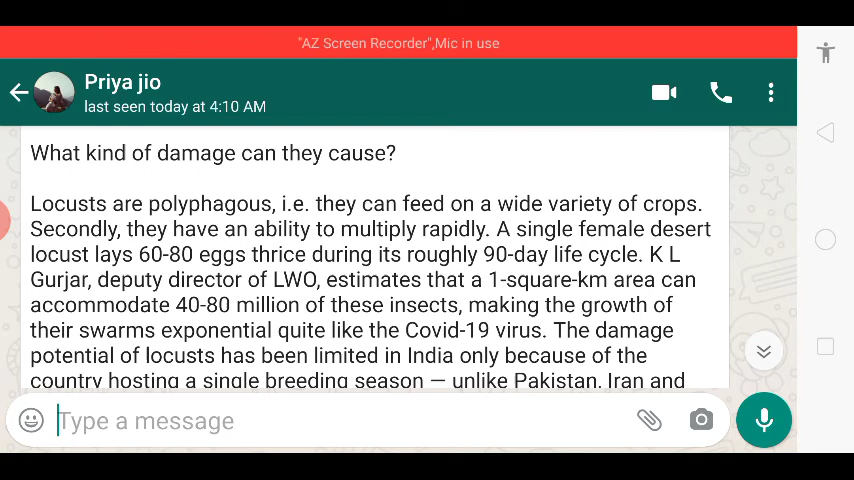 "AZ Screen Recorder",Mic in use
Priya jio
last seen today at 4:10 AM
What kind of damage can they cause?
Locusts are polyphagous, i.e. they can feed on a wide variety of crops.
Secondly, they have an ability to multiply rapidly. A single female desert
locust lays 60-80 eggs thrice during its roughly 90-day life cycle. K L
Gurjar, deputy director of LWO, estimates that a 1-square-km area can
accommodate 40-80 million of these insects, making the growth of
their swarms exponential quite like the Covid-19 virus. The damage
potential of locusts has been limited in India only because of the
country hosting a single breeding season — unlike Pakistan, Iran and
Type a message